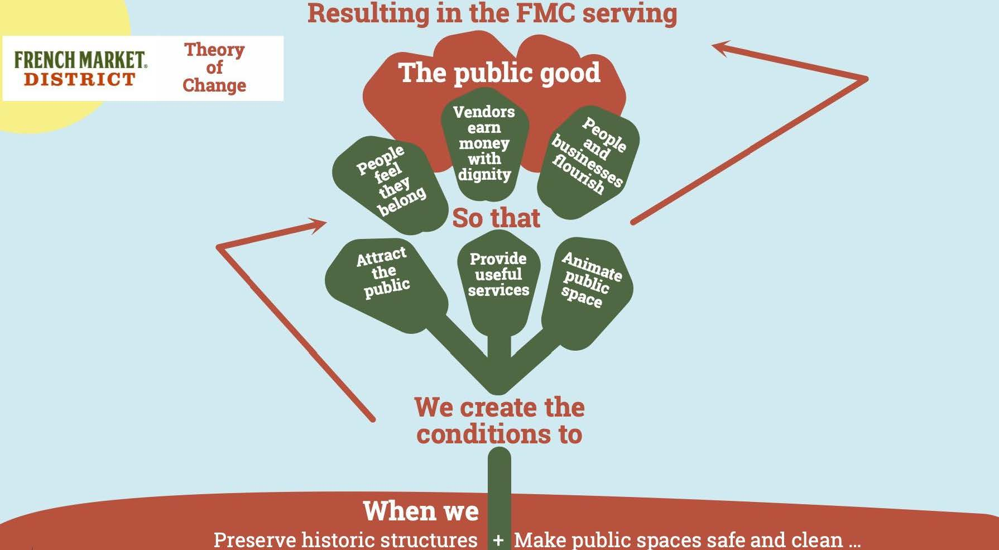 Resulting in the FMC serving
FRENCH MARKET®
DISTRICT
Theory
of
Change
The public good
People
feel
they
belong
Vendors
earn
money
with
dignity
People
and
businesses
flourish
So that
Attract
the
public
Provide
useful
services
Animate
public
space
We create the
conditions to
When we
Preserve historic structures + Make public spaces safe and clean ...